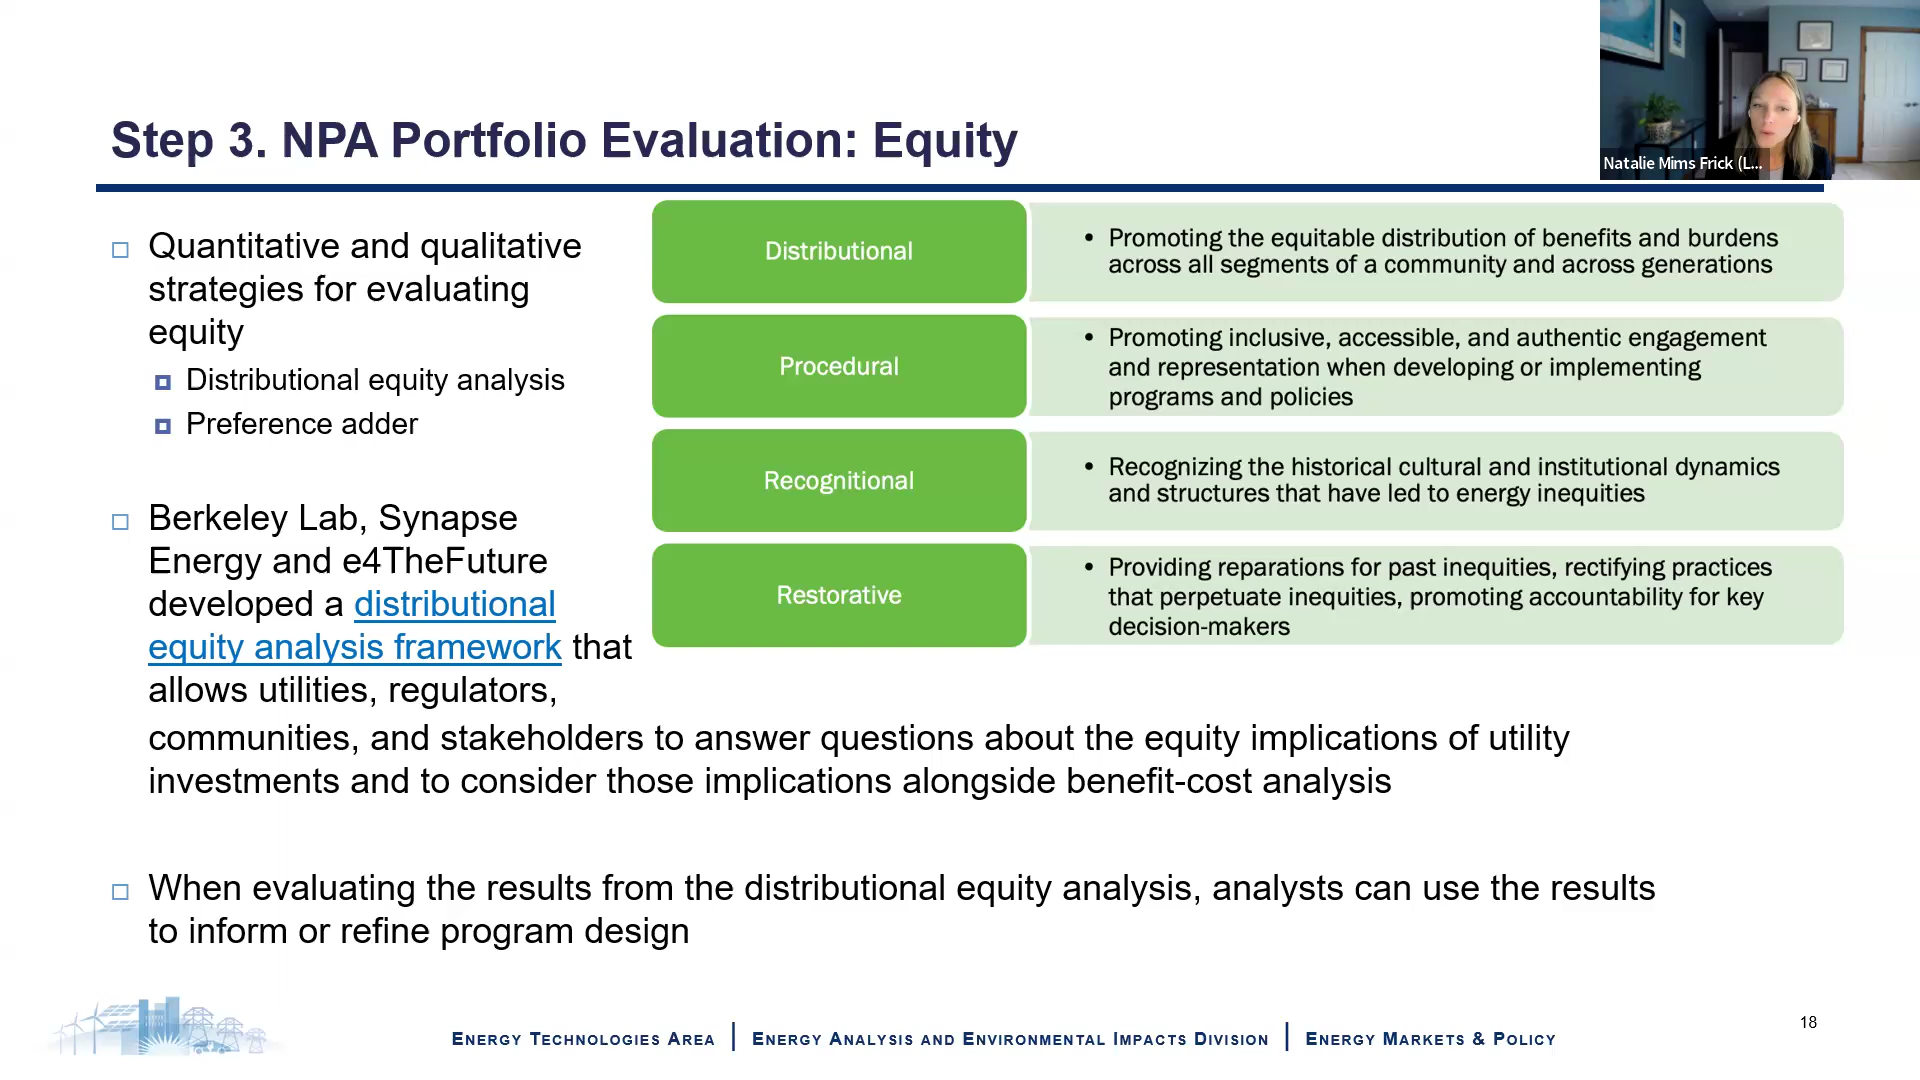 Step 3. NPA Portfolio Evaluation: Equity
Natalie Mims Frick (L...
Quantitative and qualitative
strategies for evaluating
equity
Distributional equity analysis
Preference adder
Berkeley Lab, Synapse
Energy and e4TheFuture
developed a distributional
equity analysis framework that
allows utilities, regulators,
communities, and stakeholders to answer questions about the equity implications of utility
investments and to consider those implications alongside benefit-cost analysis
When evaluating the results from the distributional equity analysis, analysts can use the results
to inform or refine program design
Distributional
• Promoting the equitable distribution of benefits and burdens
across all segments of a community and across generations
Procedural
• Promoting inclusive, accessible, and authentic engagement
and representation when developing or implementing
programs and policies
Recognitional
• Recognizing the historical cultural and institutional dynamics
and structures that have led to energy inequities
Restorative
• Providing reparations for past inequities, rectifying practices
that perpetuate inequities, promoting accountability for key
decision-makers
ENERGY TECHNOLOGIES AREA | ENERGY ANALYSIS AND ENVIRONMENTAL IMPACTS DIVISION | ENERGY MARKETS & POLICY
18